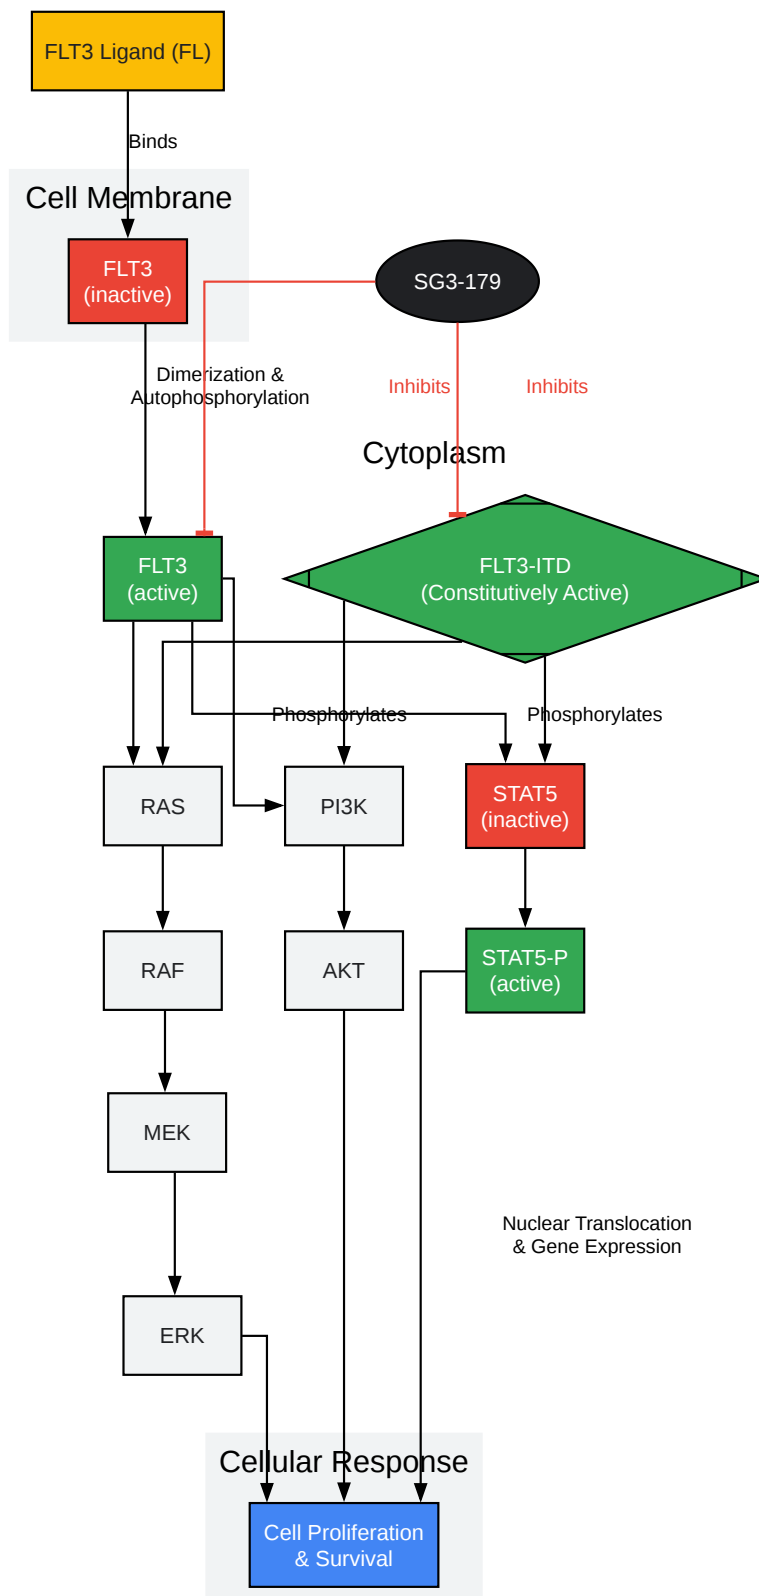 FLT3 Ligand (FL)
Binds
Cell Membrane
FLT3
(inactive)
SG3-179
Dimerization &
Autophosphorylation
Inhibits
Inhibits
Cytoplasm
FLT3
(active)
FLT3-ITD
(Constitutively Active)
Phosphorylates
Phosphorylates
RAS
PI3K
STAT5
(inactive)
RAF
AKT
STAT5-P
(active)
MEK
Nuclear Translocation
& Gene Expression
ERK
Cellular Response
Cell Proliferation
& Survival